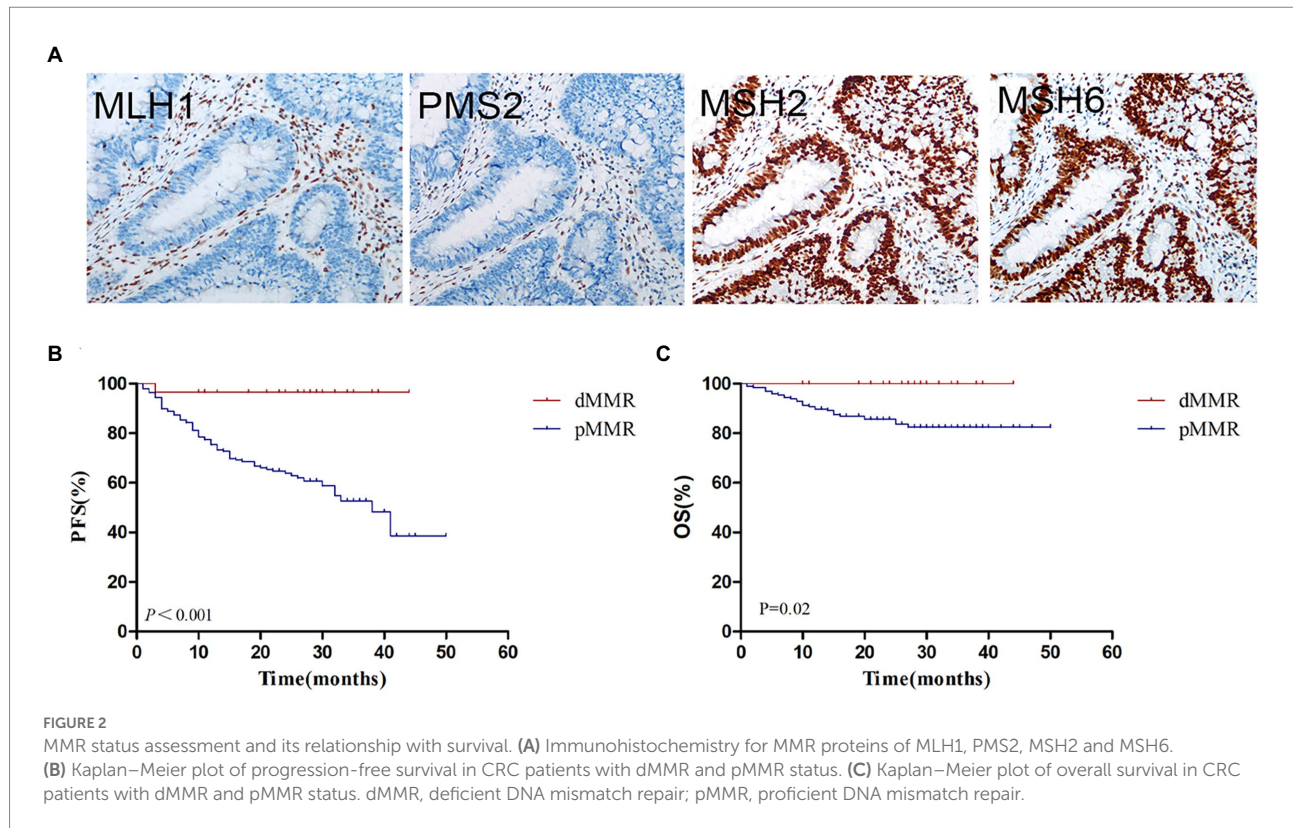 A
MLH1
PMS2
MSH2
MSH6
B
C
100
80
60
40
20
0
PFS(%)
dMMR
pMMR
P < 0.001
0 10 20 30 40 50 60
Time(months)
100
80
60
40
20
0
OS(%)
dMMR
pMMR
P=0.02
0 10 20 30 40 50 60
Time(months)
FIGURE 2
MMR status assessment and its relationship with survival. (A) Immunohistochemistry for MMR proteins of MLH1, PMS2, MSH2 and MSH6.
(B) Kaplan–Meier plot of progression-free survival in CRC patients with dMMR and pMMR status. (C) Kaplan–Meier plot of overall survival in CRC
patients with dMMR and pMMR status. dMMR, deficient DNA mismatch repair; pMMR, proficient DNA mismatch repair.